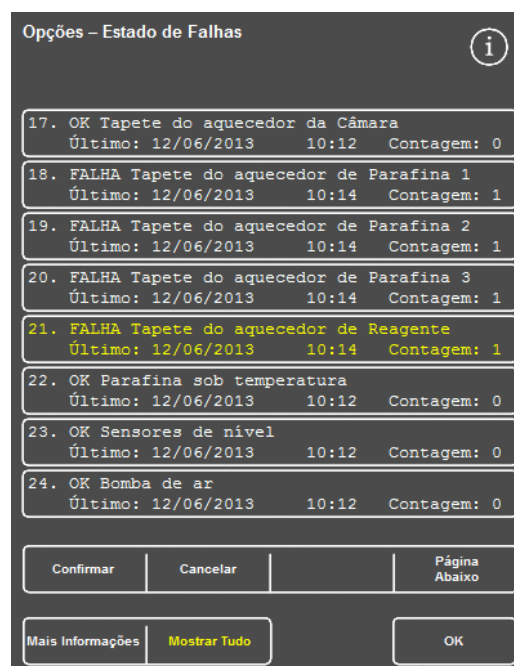 Opções – Estado de Falhas
i
17. OK Tapete do aquecedor da Câmara
Último: 12/06/2013 10:12 Contagem: 0
18. FALHA Tapete do aquecedor de Parafina 1
Último: 12/06/2013 10:14 Contagem: 1
19. FALHA Tapete do aquecedor de Parafina 2
Último: 12/06/2013 10:14 Contagem: 1
20. FALHA Tapete do aquecedor de Parafina 3
Último: 12/06/2013 10:14 Contagem: 1
21. FALHA Tapete do aquecedor de Reagente
Último: 12/06/2013 10:14 Contagem: 1
22. OK Parafina sob temperatura
Último: 12/06/2013 10:12 Contagem: 0
23. OK Sensores de nível
Último: 12/06/2013 10:12 Contagem: 0
24. OK Bomba de ar
Último: 12/06/2013 10:12 Contagem: 0
Confirmar Cancelar Página
Abaixo
Mais Informações Mostrar Tudo OK